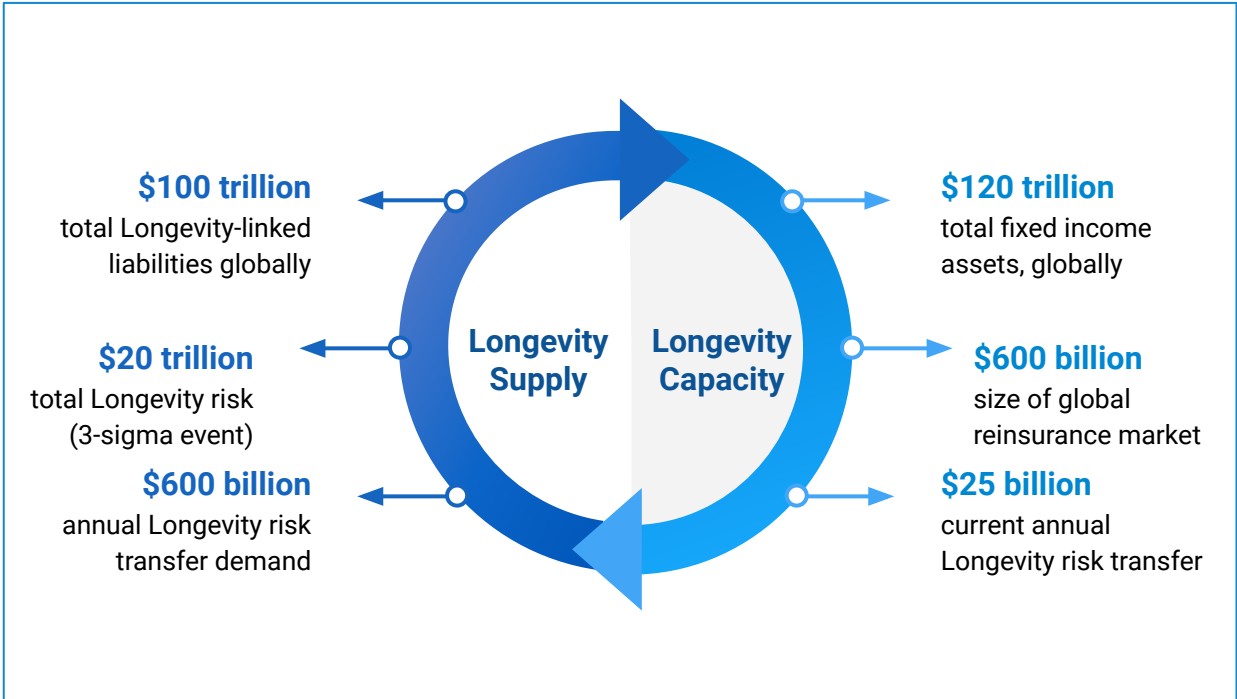 $100 trillion
total Longevity-linked
liabilities globally
$20 trillion
total Longevity risk
(3-sigma event)
$600 billion
annual Longevity risk
transfer demand
Longevity
Supply
Longevity
Capacity
$120 trillion
total fixed income
assets, globally
$600 billion
size of global
reinsurance market
$25 billion
current annual
Longevity risk transfer